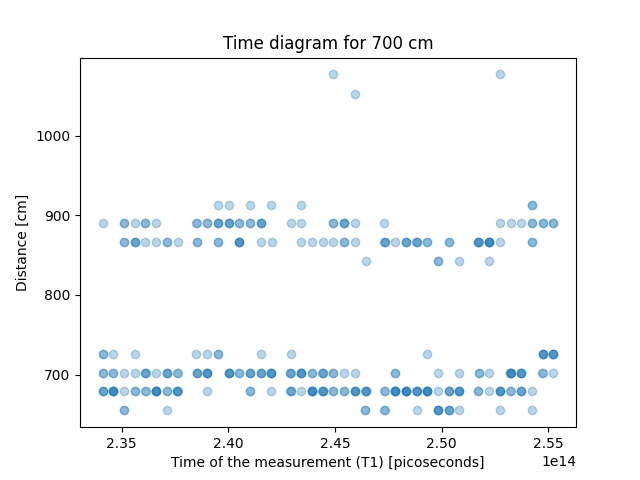 Time diagram for 700 cm
Distance [cm]
1000
900
800
700
2.35 2.40 2.45 2.50 2.55
1e14
Time of the measurement (T1) [picoseconds]